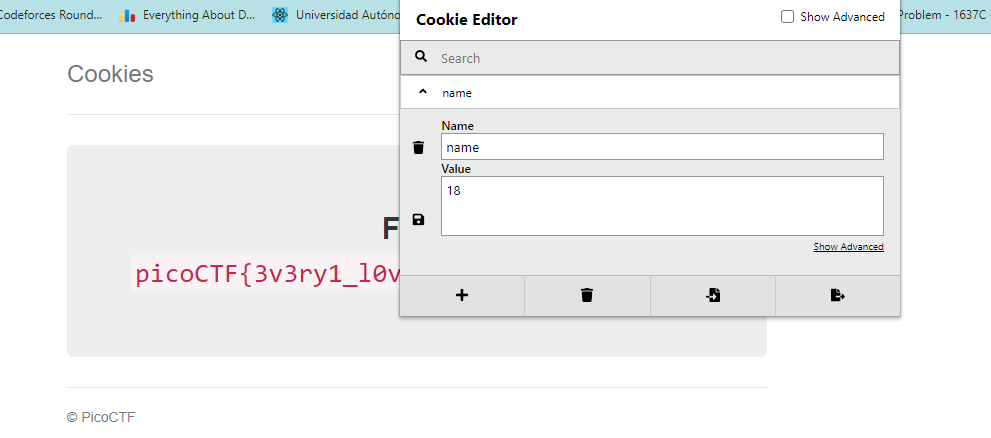 Codeforces Round...
Everything About D...
Universidad Autóno
Problem - 1637C -
Cookie Editor
Show Advanced
Search
name
Name
name
Value
18
Show Advanced
Cookies
F
picoCTF{3v3ry1_l0v
© PicoCTF